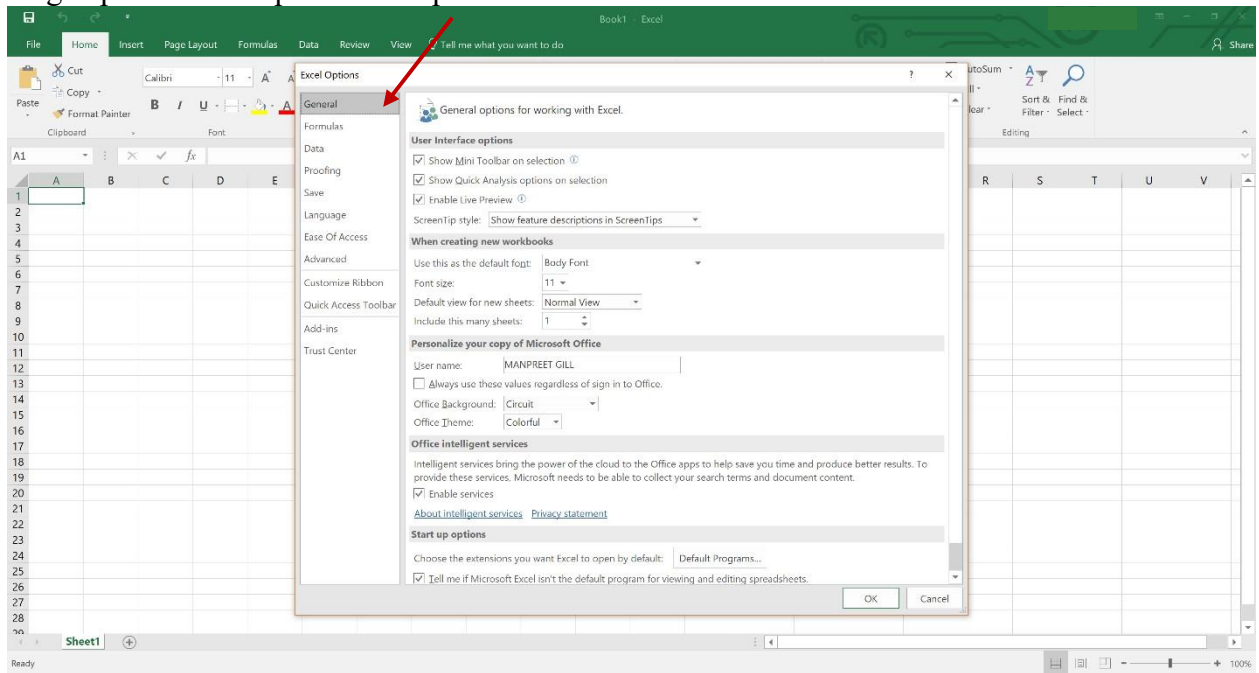 Book1 - Excel
File Home Insert Page Layout Formulas Data Review View Tell me what you want to do Share
Cut
Copy
Format Painter
Paste
Clipboard
Calibri 11 A A
B I U A
Font
utoSum
lear
Sort & Filter
Find & Select
Editing
A1 fx
A B C D E R S T U V
1
2
3
4
5
6
7
8
9
10
11
12
13
14
15
16
17
18
19
20
21
22
23
24
25
26
27
28
29
Excel Options ? ×
General
Formulas
Data
Proofing
Save
Language
Ease Of Access
Advanced
Customize Ribbon
Quick Access Toolbar
Add-ins
Trust Center
General options for working with Excel.
User Interface options
Show Mini Toolbar on selection
Show Quick Analysis options on selection
Enable Live Preview
ScreenTip style: Show feature descriptions in ScreenTips
When creating new workbooks
Use this as the default font: Body Font
Font size: 11
Default view for new sheets: Normal View
Include this many sheets: 1
Personalize your copy of Microsoft Office
User name: MANPREET GILL
Always use these values regardless of sign in to Office.
Office Background: Circuit
Office Theme: Colorful
Office intelligent services
Intelligent services bring the power of the cloud to the Office apps to help save you time and produce better results. To
provide these services, Microsoft needs to be able to collect your search terms and document content.
Enable services
About intelligent services Privacy statement
Start up options
Choose the extensions you want Excel to open by default: Default Programs...
Tell me if Microsoft Excel isn't the default program for viewing and editing spreadsheets.
OK Cancel
Sheet1
Ready 100%